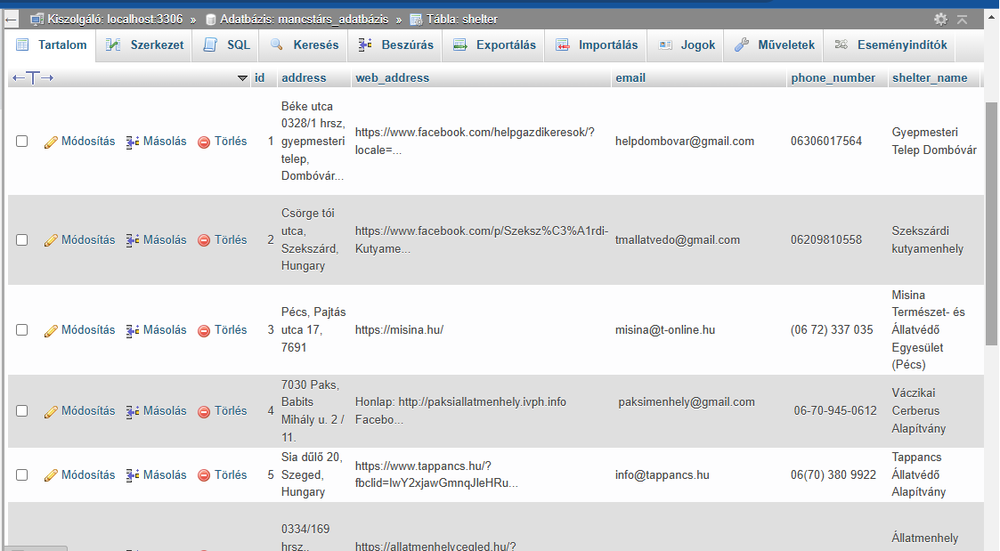 Kiszolgáló: localhost:3306 » Adatbázis: mancstárs_adatbázis » Tábla: shelter
Tartalom Szerkezet SQL Keresés Beszúrás Exportálás Importálás Jogok Műveletek Eseményindítók
←T→ id address web_address email phone_number shelter_name
Módosítás Másolás Törlés 1
Béke utca
0328/1 hrsz,
gyepmesteri
telep,
Dombóvár...
https://www.facebook.com/helpgazdikeresok/?
locale=...
helpdombovar@gmail.com
06306017564
Gyepmesteri
Telep Dombóvár
Módosítás Másolás Törlés 2
Csörge tói
utca,
Szekszárd,
Hungary
https://www.facebook.com/p/Szeksz%C3%A1rdi-
Kutyame...
tmallatvedo@gmail.com
06209810558
Szekszárdi
kutyamenhely
Módosítás Másolás Törlés 3
Pécs, Pajtás
utca 17,
7691
https://misina.hu/
misina@t-online.hu
(06 72) 337 035
Misina
Természet- és
Állatvédő
Egyesület
(Pécs)
Módosítás Másolás Törlés 4
7030 Paks,
Babits
Mihály u. 2 /
11.
Honlap: http://paksiallatmenhely.ivph.info
Facebo...
paksimenhely@gmail.com
06-70-945-0612
Váczikai
Cerberus
Alapítvány
Módosítás Másolás Törlés 5
Sia dűlő 20,
Szeged,
Hungary
https://www.tappancs.hu/?
fbclid=IwY2xjawGmnqJleHRu...
info@tappancs.hu
06(70) 380 9922
Tappancs
Állatvédő
Alapítvány
0334/169
hrsz.,
https://allatmenhelycegled.hu/?
Állatmenhely